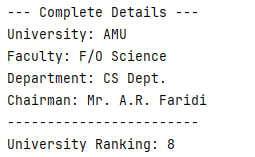 --- Complete Details ---
University: AMU
Faculty: F/O Science
Department: CS Dept.
Chairman: Mr. A.R. Faridi
------------------------
University Ranking: 8